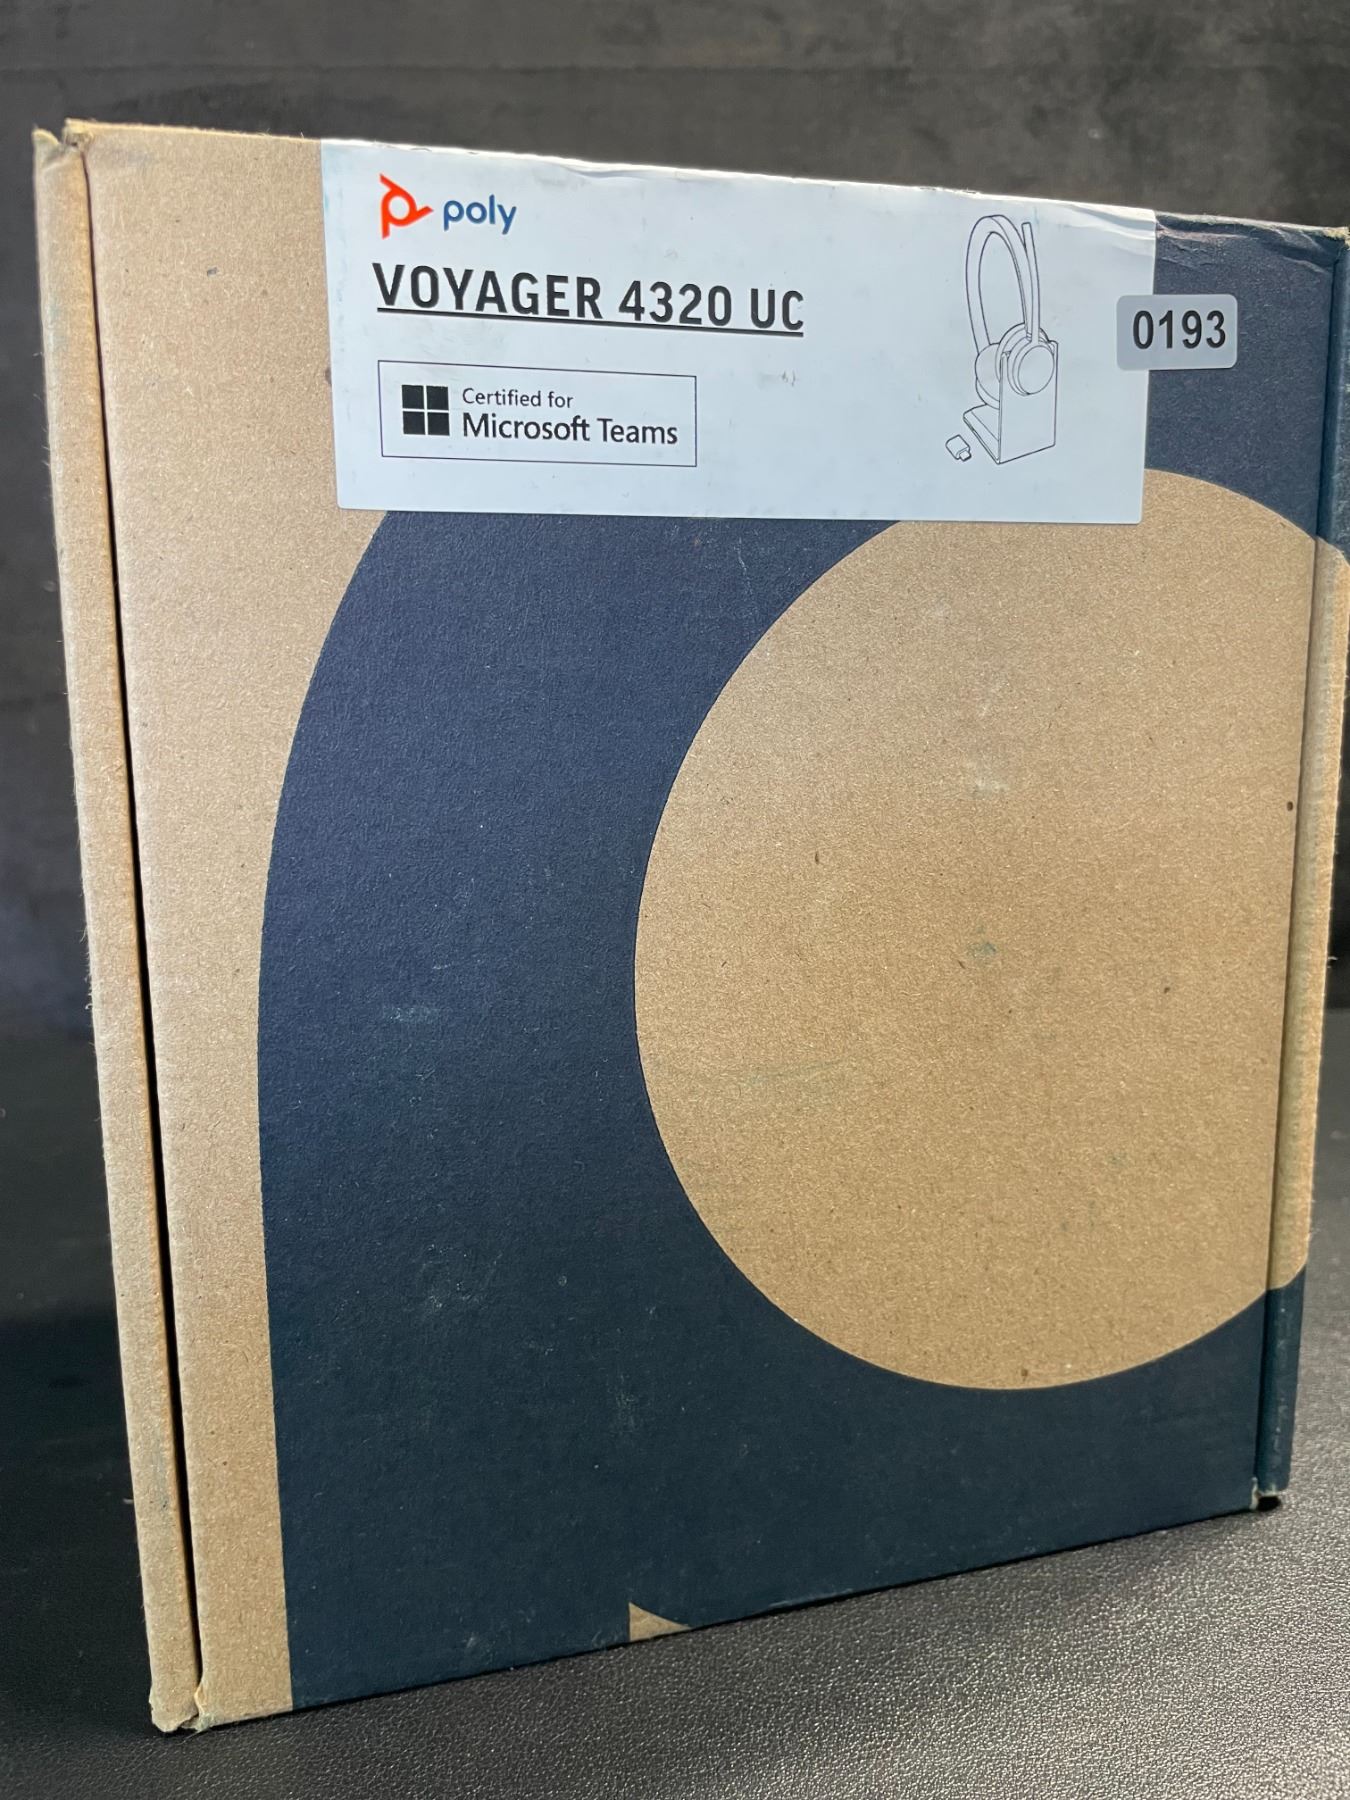 poly
VOYAGER 4320 UC
0193
Certified for
Microsoft Teams